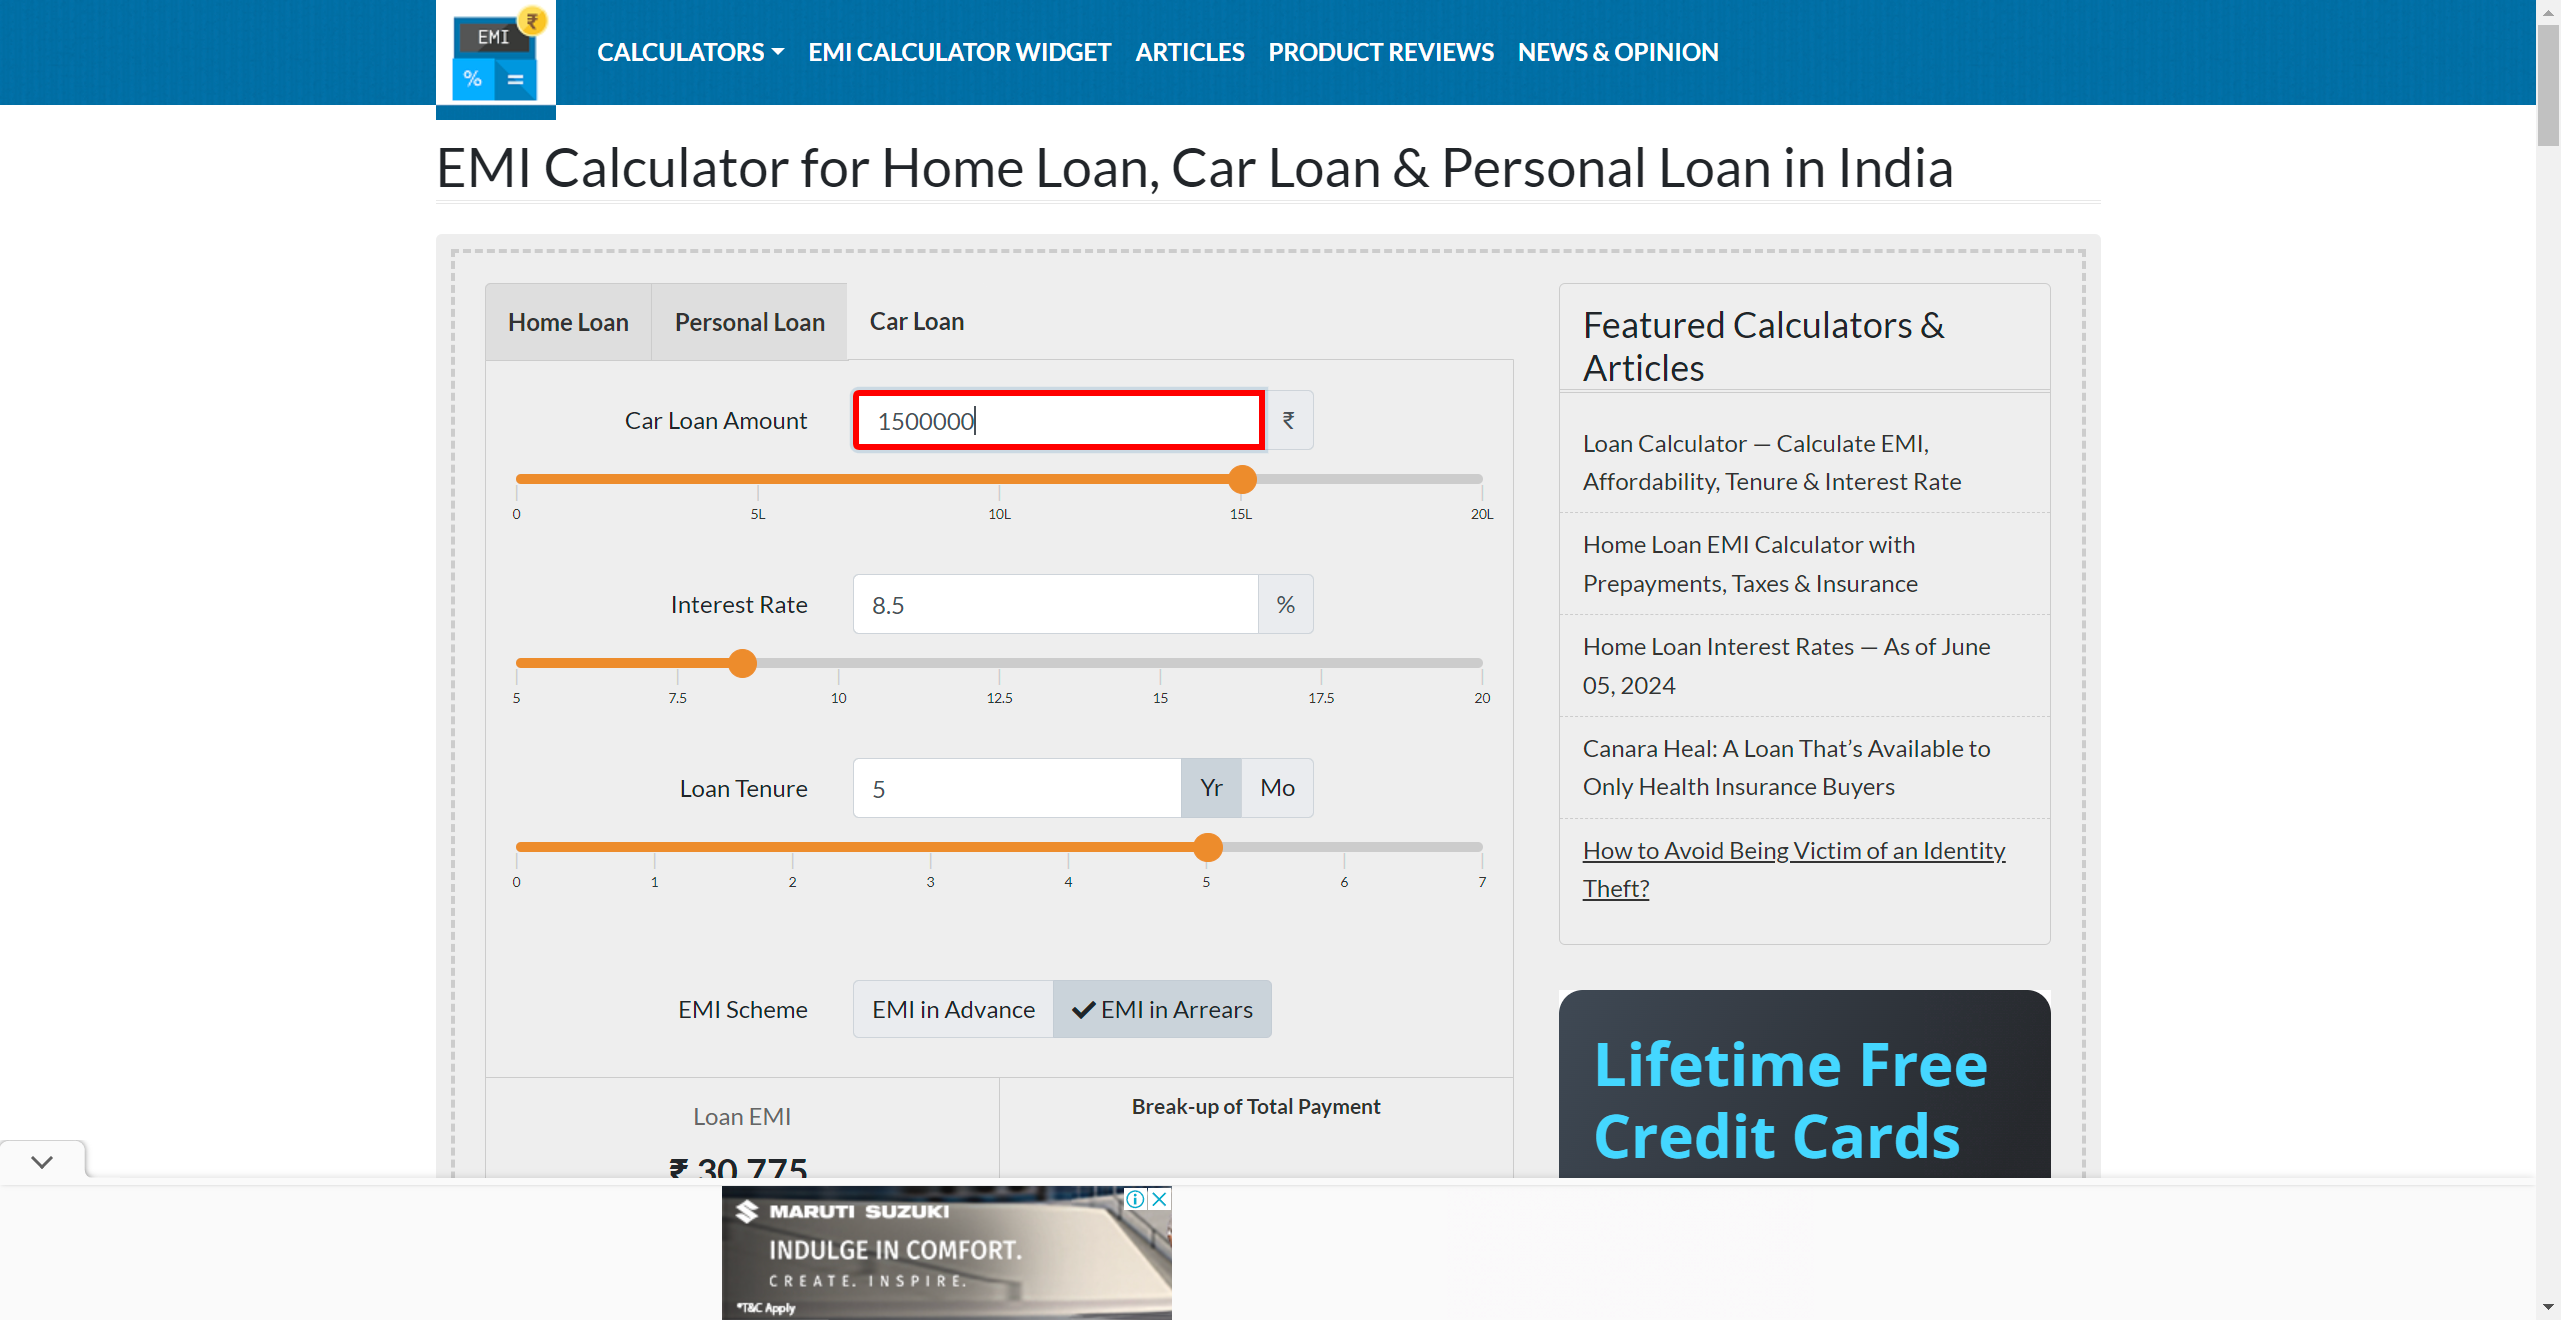 EMI
₹
%
=
CALCULATORS
EMI CALCULATOR WIDGET
ARTICLES
PRODUCT REVIEWS
NEWS & OPINION
EMI Calculator for Home Loan, Car Loan & Personal Loan in India
Home Loan
Personal Loan
Car Loan
Car Loan Amount
1500000
₹
0
5L
10L
15L
20L
Interest Rate
8.5
%
5
7.5
10
12.5
15
17.5
20
Loan Tenure
5
Yr
Mo
0
1
2
3
4
5
6
7
EMI Scheme
EMI in Advance
EMI in Arrears
Loan EMI
₹ 30,775
Break-up of Total Payment
Featured Calculators &
Articles
Loan Calculator — Calculate EMI,
Affordability, Tenure & Interest Rate
Home Loan EMI Calculator with
Prepayments, Taxes & Insurance
Home Loan Interest Rates — As of June
05, 2024
Canara Heal: A Loan That’s Available to
Only Health Insurance Buyers
How to Avoid Being Victim of an Identity
Theft?
Lifetime Free
Credit Cards
MARUTI SUZUKI
INDULGE IN COMFORT.
CREATE. INSPIRE.
*T&C Apply